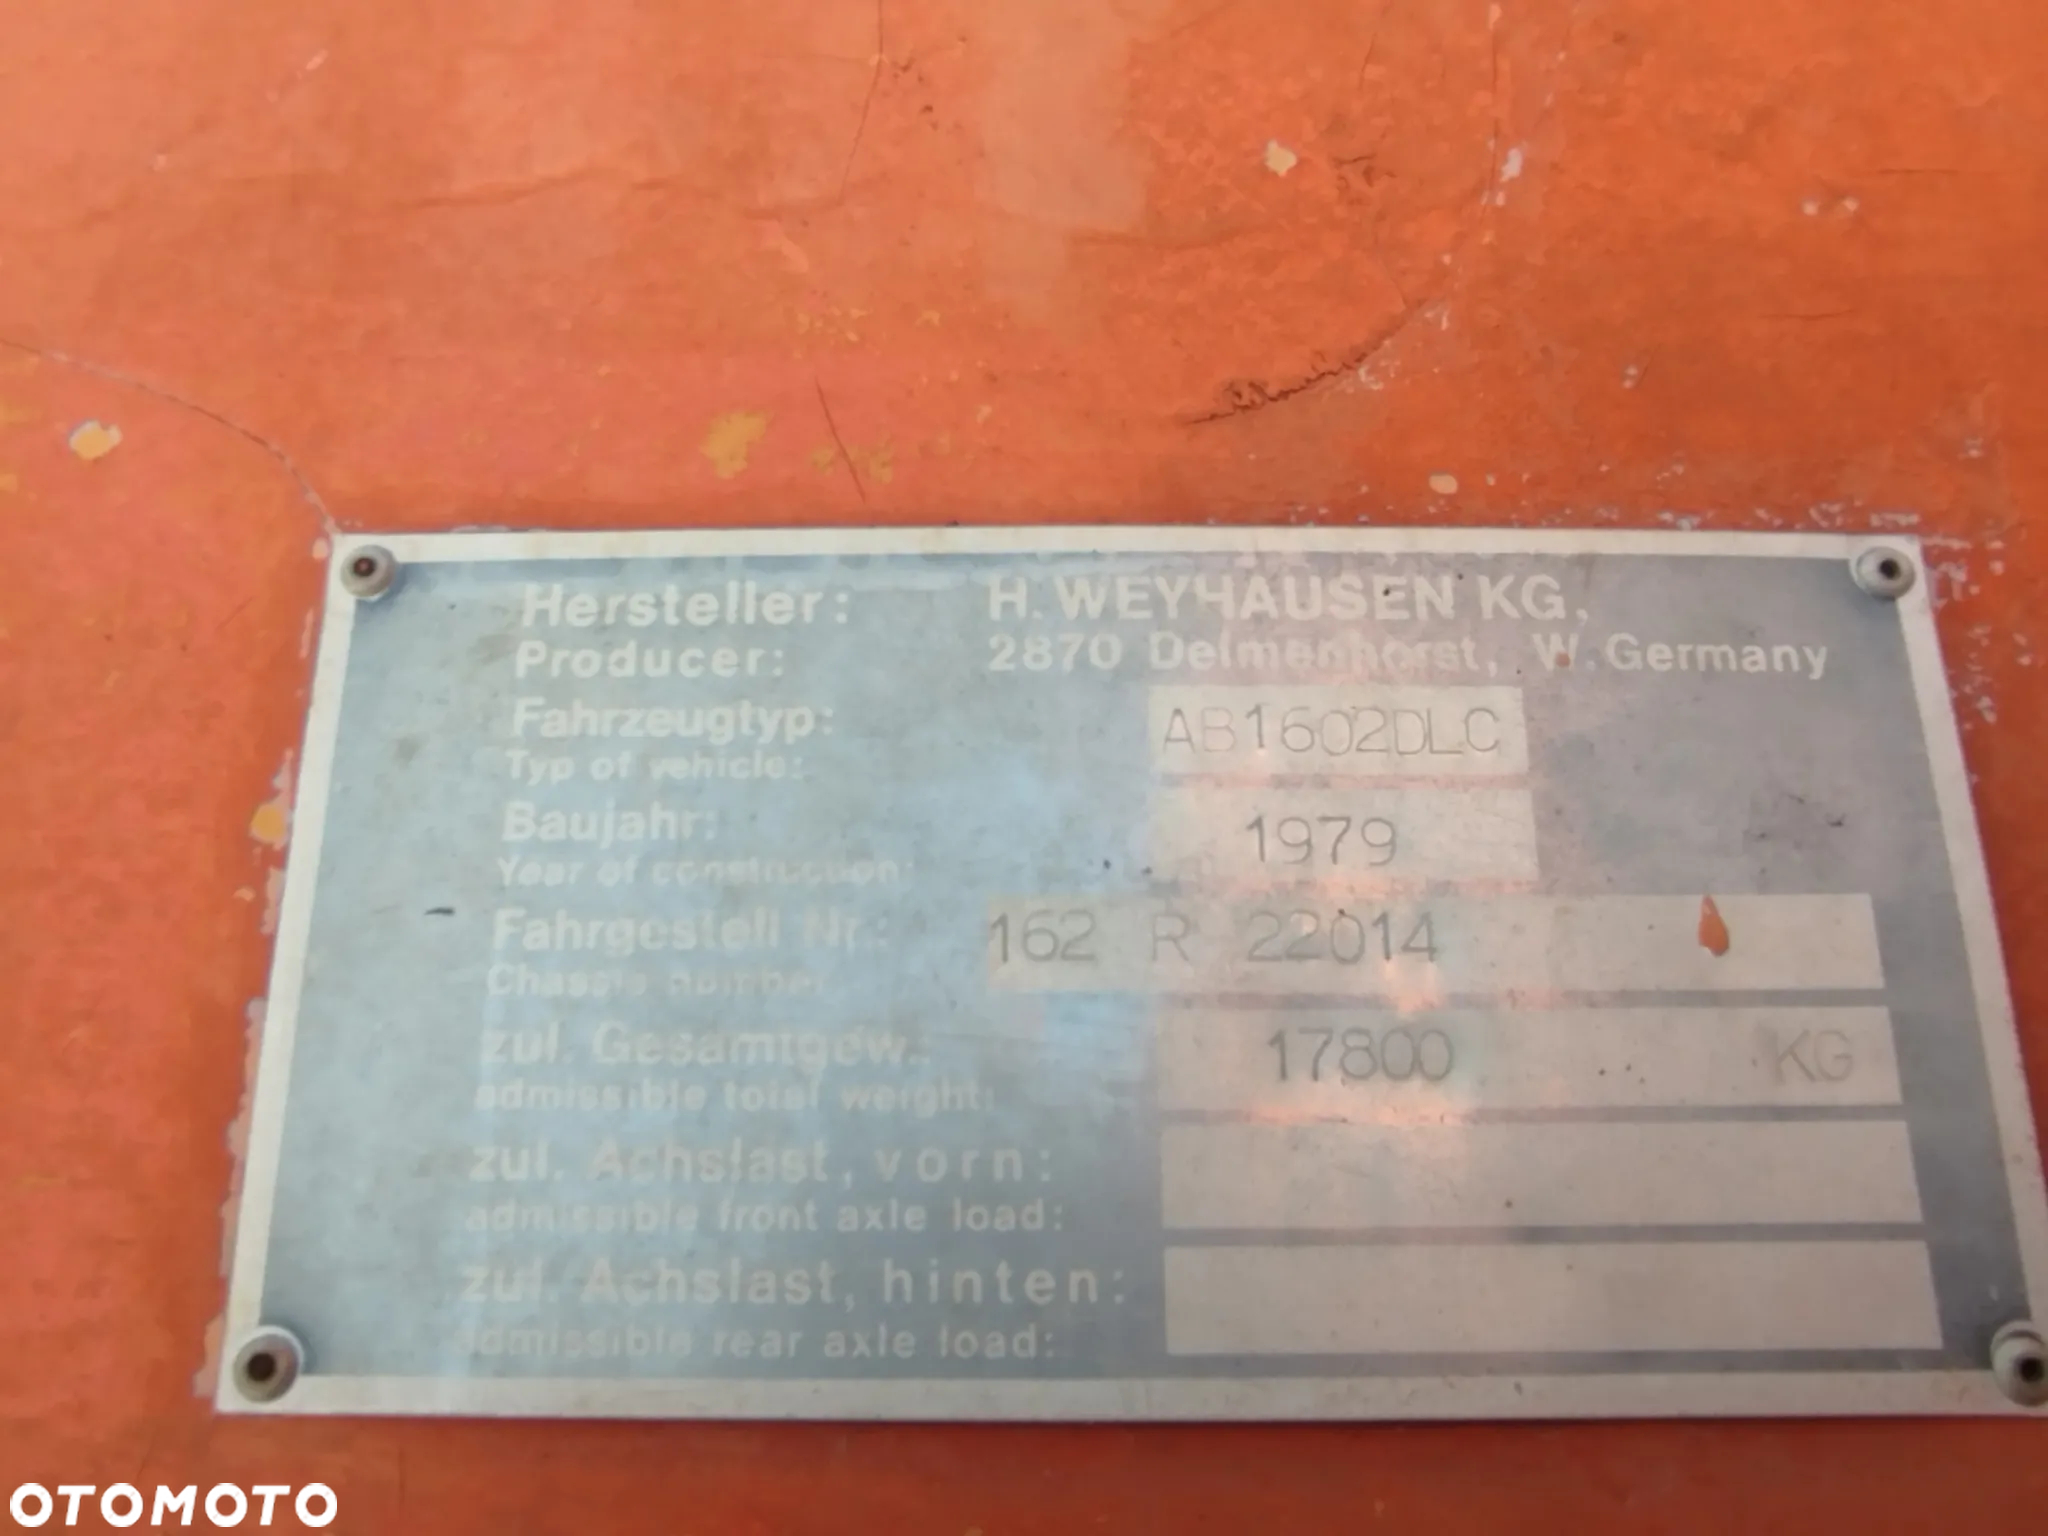 Hersteller: H. WEYHAUSEN KG,
Producer: 2870 Delmenhorst, W. Germany
Fahrzeugtyp: AB1602DLC
Typ of vehicle:
Baujahr: 1979
Year of construction:
Fahrgestell Nr.: 162 R 22014
Chassis number
zul. Gesamtgew.: 17800 KG
admissible total weight:
zul. Achslast, vorn:
admissible front axle load:
zul. Achslast, hinten:
admissible rear axle load:
OTOMOTO